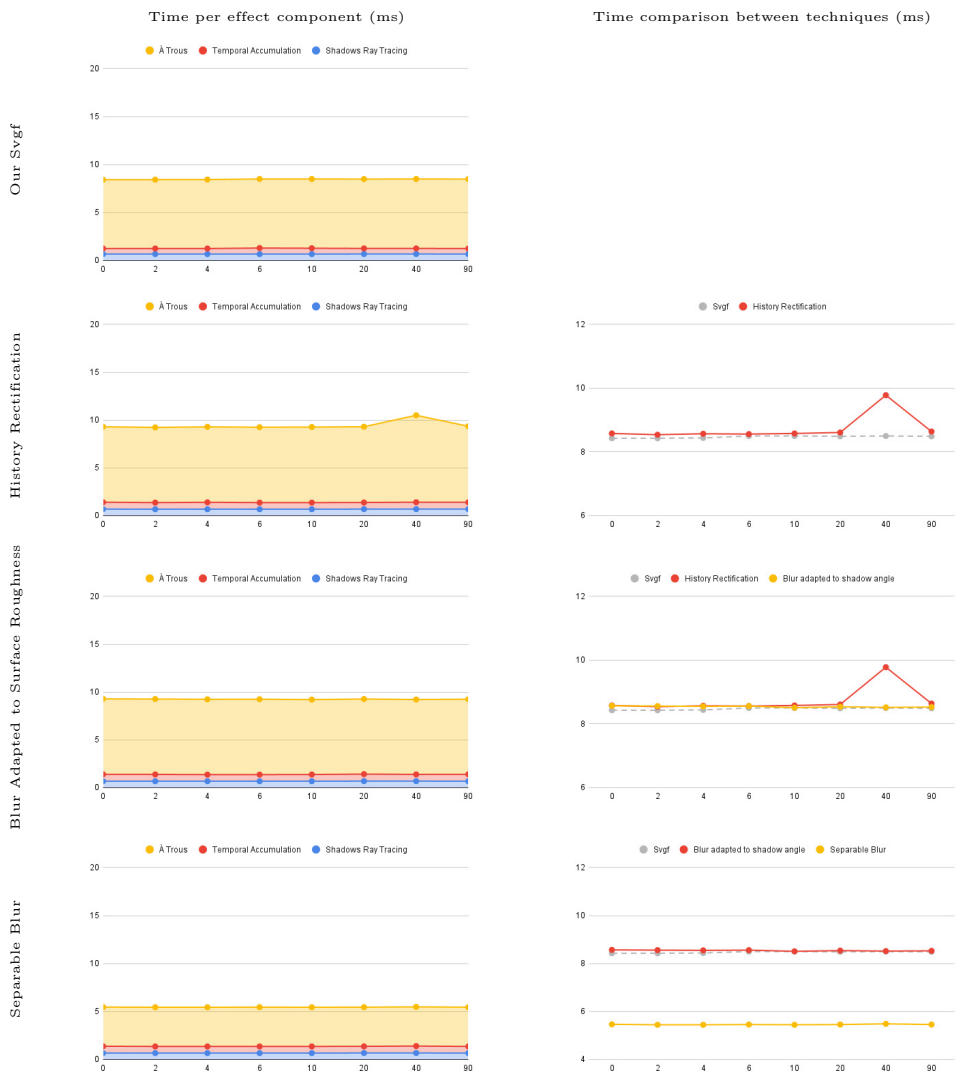 Time per effect component (ms)
Time comparison between techniques (ms)
Our Svgf
À Trous Temporal Accumulation Shadows Ray Tracing
20
15
10
5
0
0 2 4 6 10 20 40 90
History Rectification
À Trous Temporal Accumulation Shadows Ray Tracing
20
15
10
5
0
0 2 4 6 10 20 40 90
Svgf History Rectification
12
10
8
6
0 2 4 6 10 20 40 90
Blur Adapted to Surface Roughness
À Trous Temporal Accumulation Shadows Ray Tracing
20
15
10
5
0
0 2 4 6 10 20 40 90
Svgf History Rectification Blur adapted to shadow angle
12
10
8
6
0 2 4 6 10 20 40 90
Separable Blur
À Trous Temporal Accumulation Shadows Ray Tracing
20
15
10
5
0
0 2 4 6 10 20 40 90
Svgf Blur adapted to shadow angle Separable Blur
12
10
8
6
4
0 2 4 6 10 20 40 90